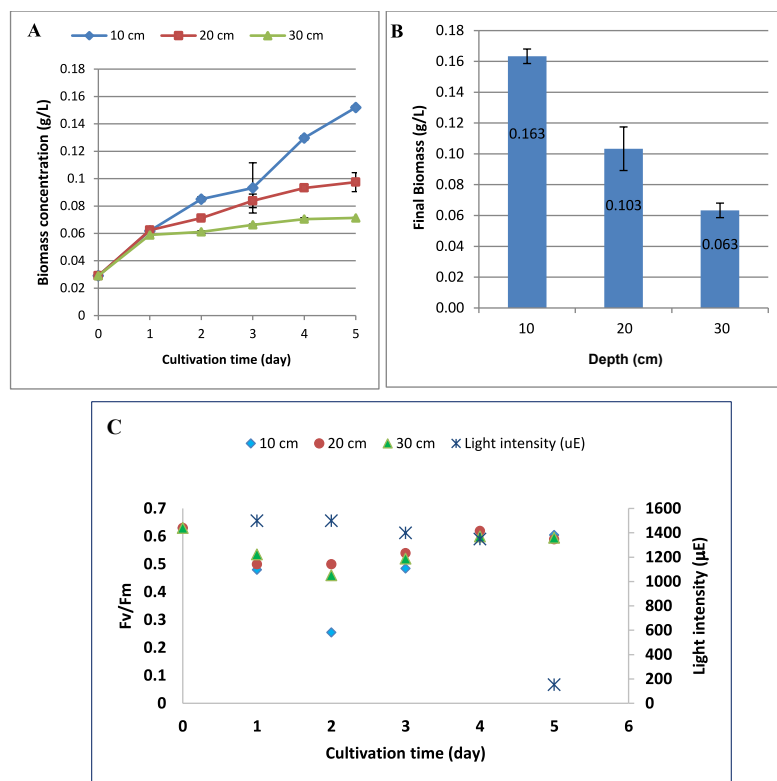 A
10 cm 20 cm 30 cm
Biomass concentration (g/L)
0.18
0.16
0.14
0.12
0.1
0.08
0.06
0.04
0.02
0
0 1 2 3 4 5
Cultivation time (day)
B
Final Biomass (g/L)
0.18
0.16
0.14
0.12
0.10
0.08
0.06
0.04
0.02
0.00
0.163
0.103
0.063
10 20 30
Depth (cm)
C
10 cm 20 cm 30 cm Light intensity (uE)
Fv/Fm
0.7
0.6
0.5
0.4
0.3
0.2
0.1
0
1600
1400
1200
1000
800
600
400
200
0
Light intensity (µE)
0 1 2 3 4 5 6
Cultivation time (day)